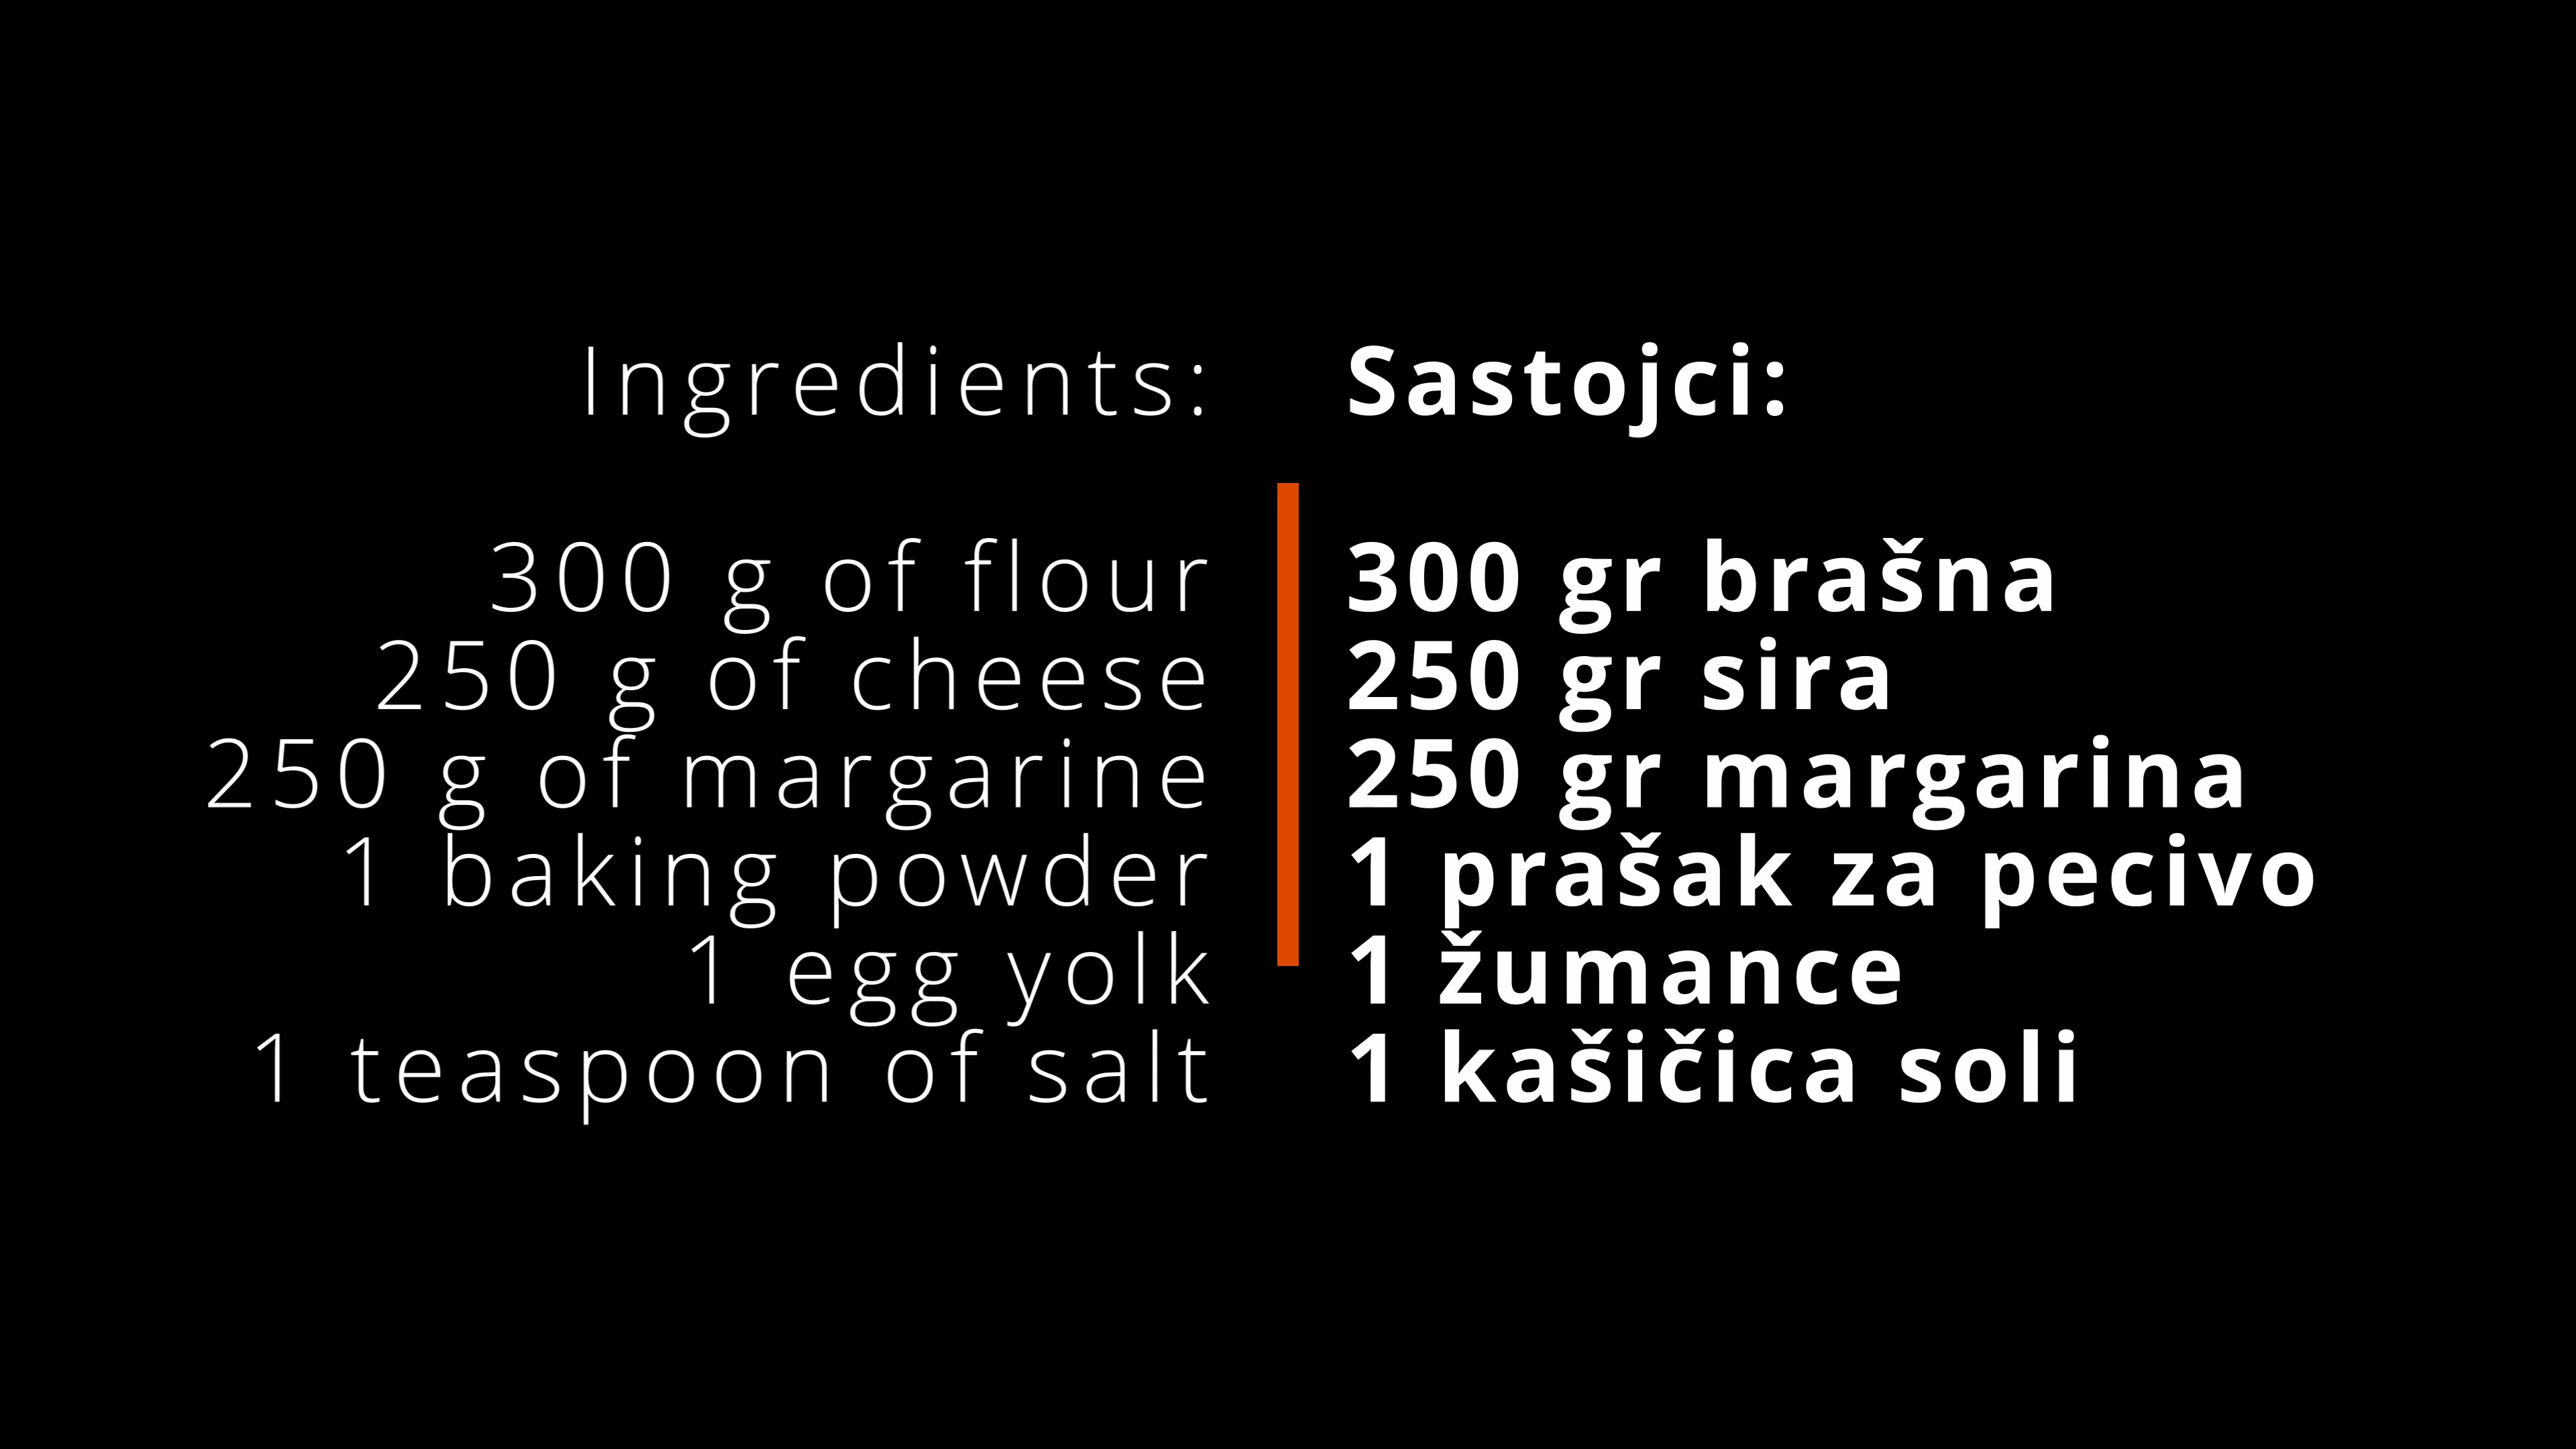 Ingredients:
300 g of flour
250 g of cheese
250 g of margarine
1 baking powder
1 egg yolk
1 teaspoon of salt
Sastojci:
300 gr brašna
250 gr sira
250 gr margarina
1 prašak za pecivo
1 žumance
1 kašičica soli